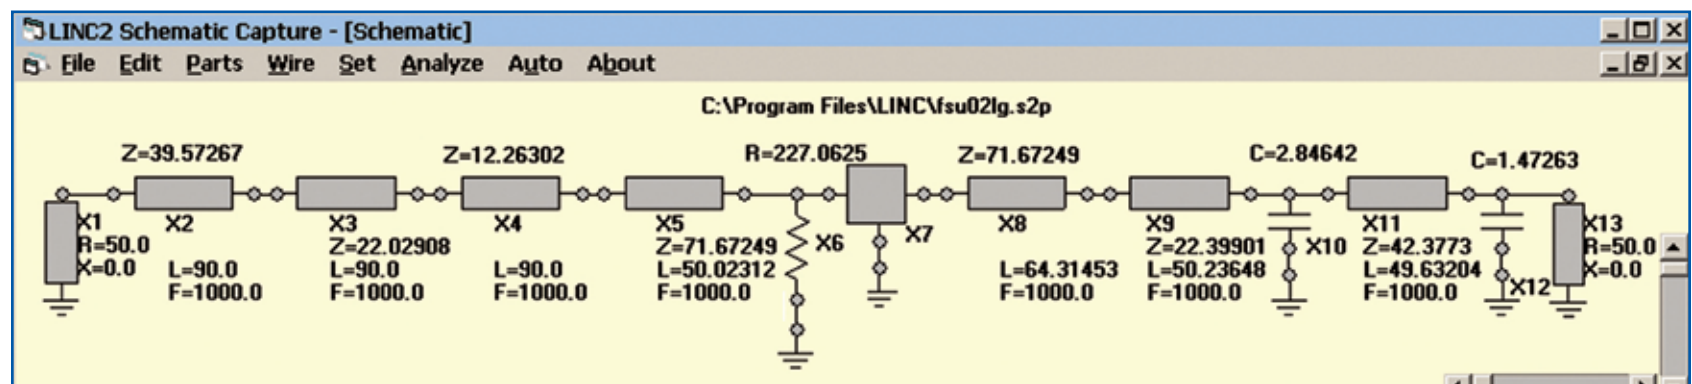 LINC2 Schematic Capture - [Schematic]
File Edit Parts Wire Set Analyze Auto About
C:\Program Files\LINC\fsu02lg.s2p
Z=39.57267 Z=12.26302 R=227.0625 Z=71.67249 C=2.84642 C=1.47263
X1 X2 X3 X4 X5 X6 X7 X8 X9 X10 X11 X13
R=50.0 Z=22.02908 Z=71.67249 Z=22.39901 Z=42.3773 R=50.0
X=0.0 L=90.0 L=90.0 L=90.0 L=50.02312 L=64.31453 L=50.23648 L=49.63204 X=0.0
F=1000.0 F=1000.0 F=1000.0 F=1000.0 F=1000.0 F=1000.0 F=1000.0 X12